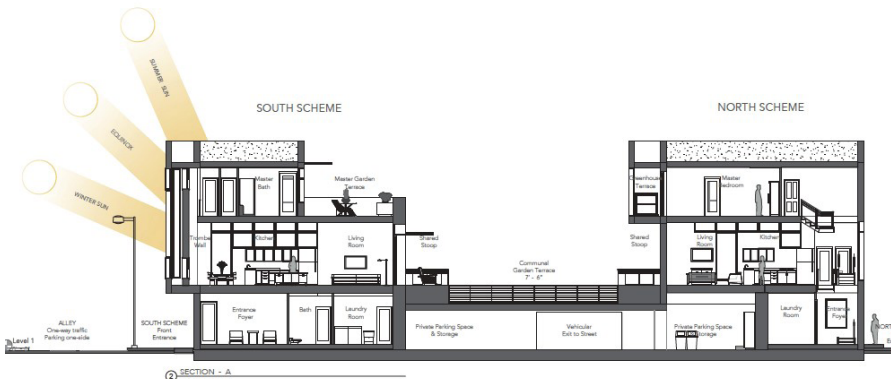 SUMMER SUN
EQUINOX
WINTER SUN
SOUTH SCHEME
NORTH SCHEME
Master
Bath
Master Garden
Terrace
Greenhouse
Terrace
Master
Bedroom
Trombe
Wall
Kitchen
Living
Room
Shared
Stoop
Communal
Garden Terrace
7' - 6"
Shared
Stoop
Living
Room
Kitchen
Level 1
ALLEY
One-way traffic
Parking one-side
SOUTH SCHEME
Front
Entrance
Entrance
Foyer
Bath
Laundry
Room
Private Parking Space
& Storage
Vehicular
Exit to Street
Private Parking Space
Storage
Laundry
Room
Entrance
Foyer
NORT
E
2 SECTION - A